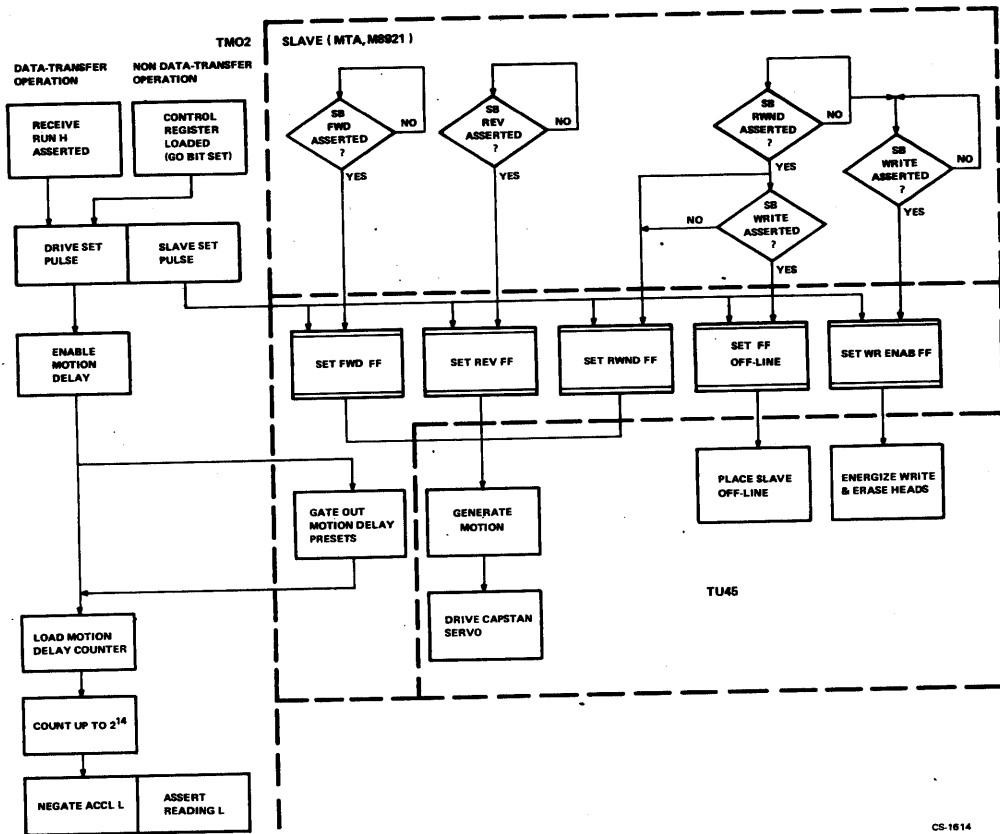 TMO2
SLAVE (MTA, M8921)
DATA-TRANSFER
OPERATION
NON DATA-TRANSFER
OPERATION
RECEIVE
RUN H
ASSERTED
CONTROL
REGISTER
LOADED
(GO BIT SET)
SB
FWD
ASSERTED
?
NO
YES
SB
REV
ASSERTED
?
NO
YES
SB
RWND
ASSERTED
?
NO
YES
SB
WRITE
ASSERTED
?
NO
YES
SB
WRITE
ASSERTED
?
NO
YES
DRIVE SET
PULSE
SLAVE SET
PULSE
ENABLE
MOTION
DELAY
SET FWD FF
SET REV FF
SET RWND FF
SET FF
OFF-LINE
SET WR ENAB FF
GATE OUT
MOTION DELAY
PRESETS
GENERATE
MOTION
PLACE SLAVE
OFF-LINE
ENERGIZE WRITE
& ERASE HEADS
DRIVE CAPSTAN
SERVO
TU45
LOAD MOTION
DELAY COUNTER
COUNT UP TO 2¹⁴
NEGATE ACCL L
ASSERT
READING L
CS-1614